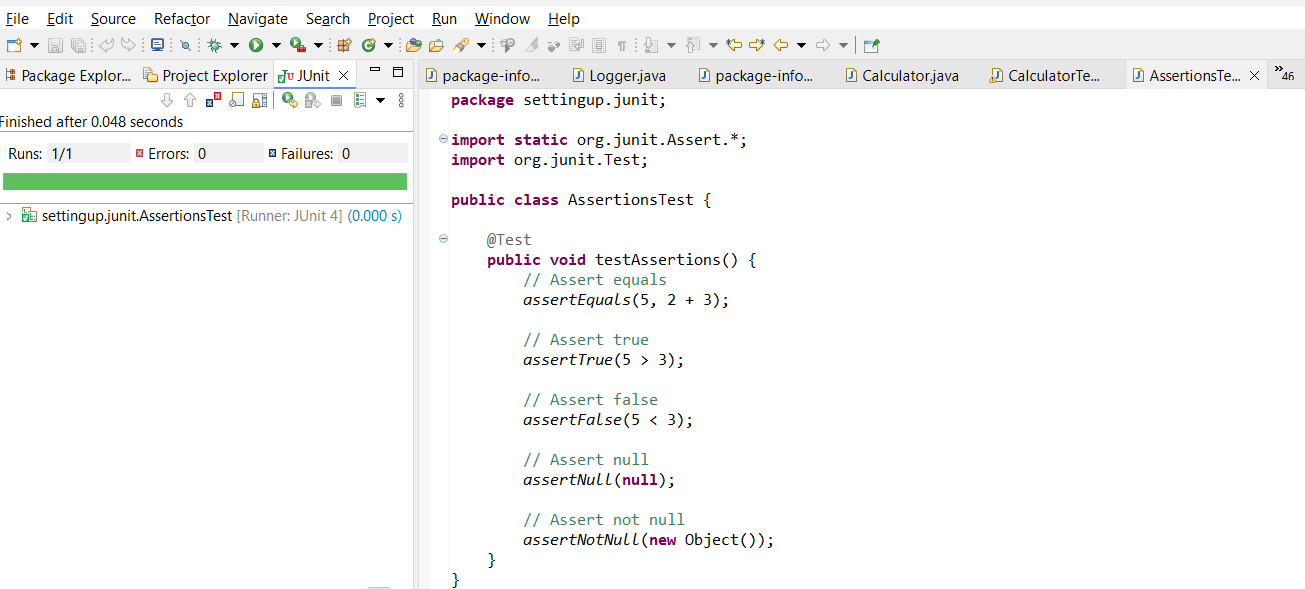 File Edit Source Refactor Navigate Search Project Run Window Help
Package Explor... Project Explorer JUnit
package-info... Logger.java package-info... Calculator.java CalculatorTe... AssertionsTe... 46
Finished after 0.048 seconds
Runs: 1/1 Errors: 0 Failures: 0
settingup.junit.AssertionsTest [Runner: JUnit 4] (0.000 s)
package settingup.junit;
import static org.junit.Assert.*;
import org.junit.Test;
public class AssertionsTest {
@Test
public void testAssertions() {
// Assert equals
assertEquals(5, 2 + 3);
// Assert true
assertTrue(5 > 3);
// Assert false
assertFalse(5 < 3);
// Assert null
assertNull(null);
// Assert not null
assertNotNull(new Object());
}
}